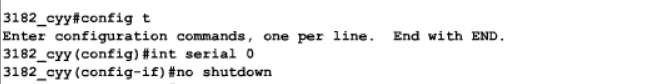 3182_cyy#config t
Enter configuration commands, one per line.  End with END.
3182_cyy(config)#int serial 0
3182_cyy(config-if)#no shutdown